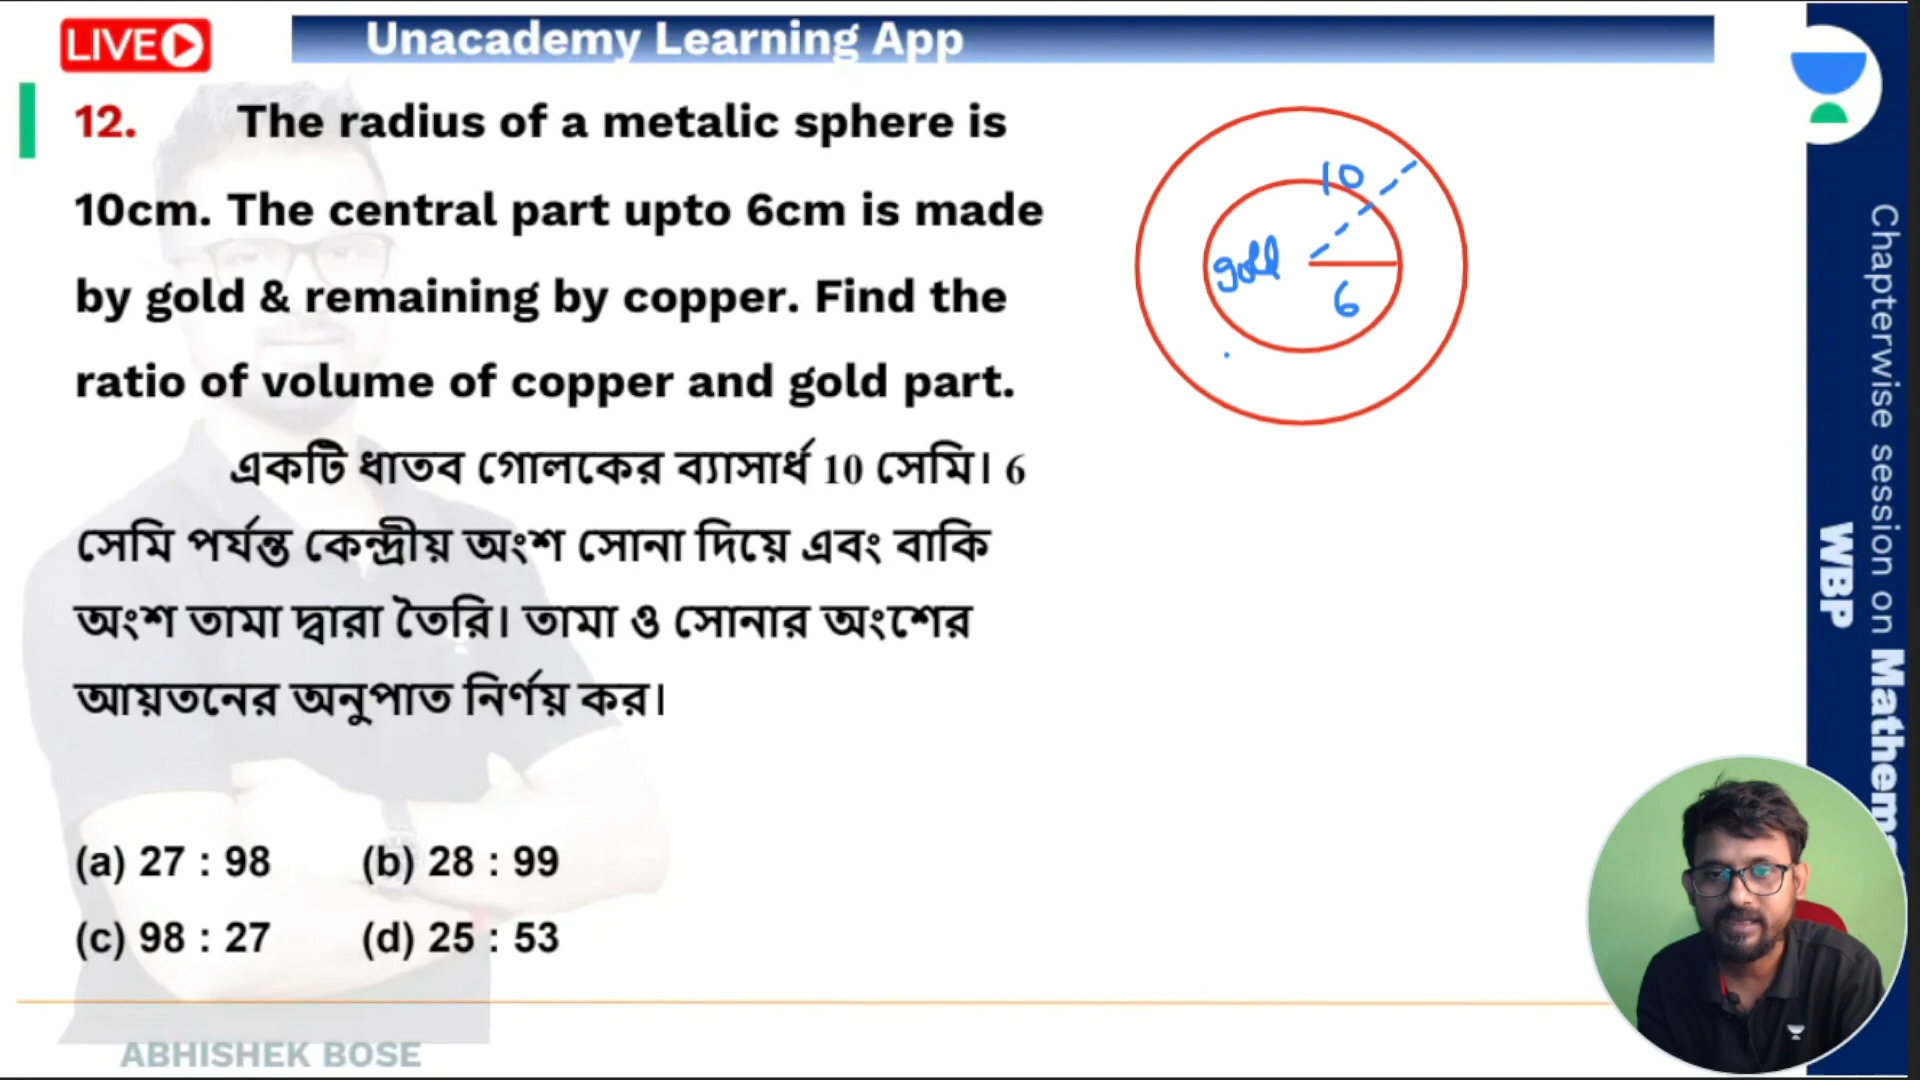 LIVE
Unacademy Learning App
12. The radius of a metalic sphere is
10cm. The central part upto 6cm is made
by gold & remaining by copper. Find the
ratio of volume of copper and gold part.
একটি ধাতব গোলকের ব্যাসার্ধ 10 সেমি। 6
সেমি পর্যন্ত কেন্দ্রীয় অংশ সোনা দিয়ে এবং বাকি
অংশ তামা দ্বারা তৈরি। তামা ও সোনার অংশের
আয়তনের অনুপাত নির্ণয় কর।
(a) 27 : 98 (b) 28 : 99
(c) 98 : 27 (d) 25 : 53
ABHISHEK BOSE
10
gold
6
Chapterwise session on Mathema
WBP